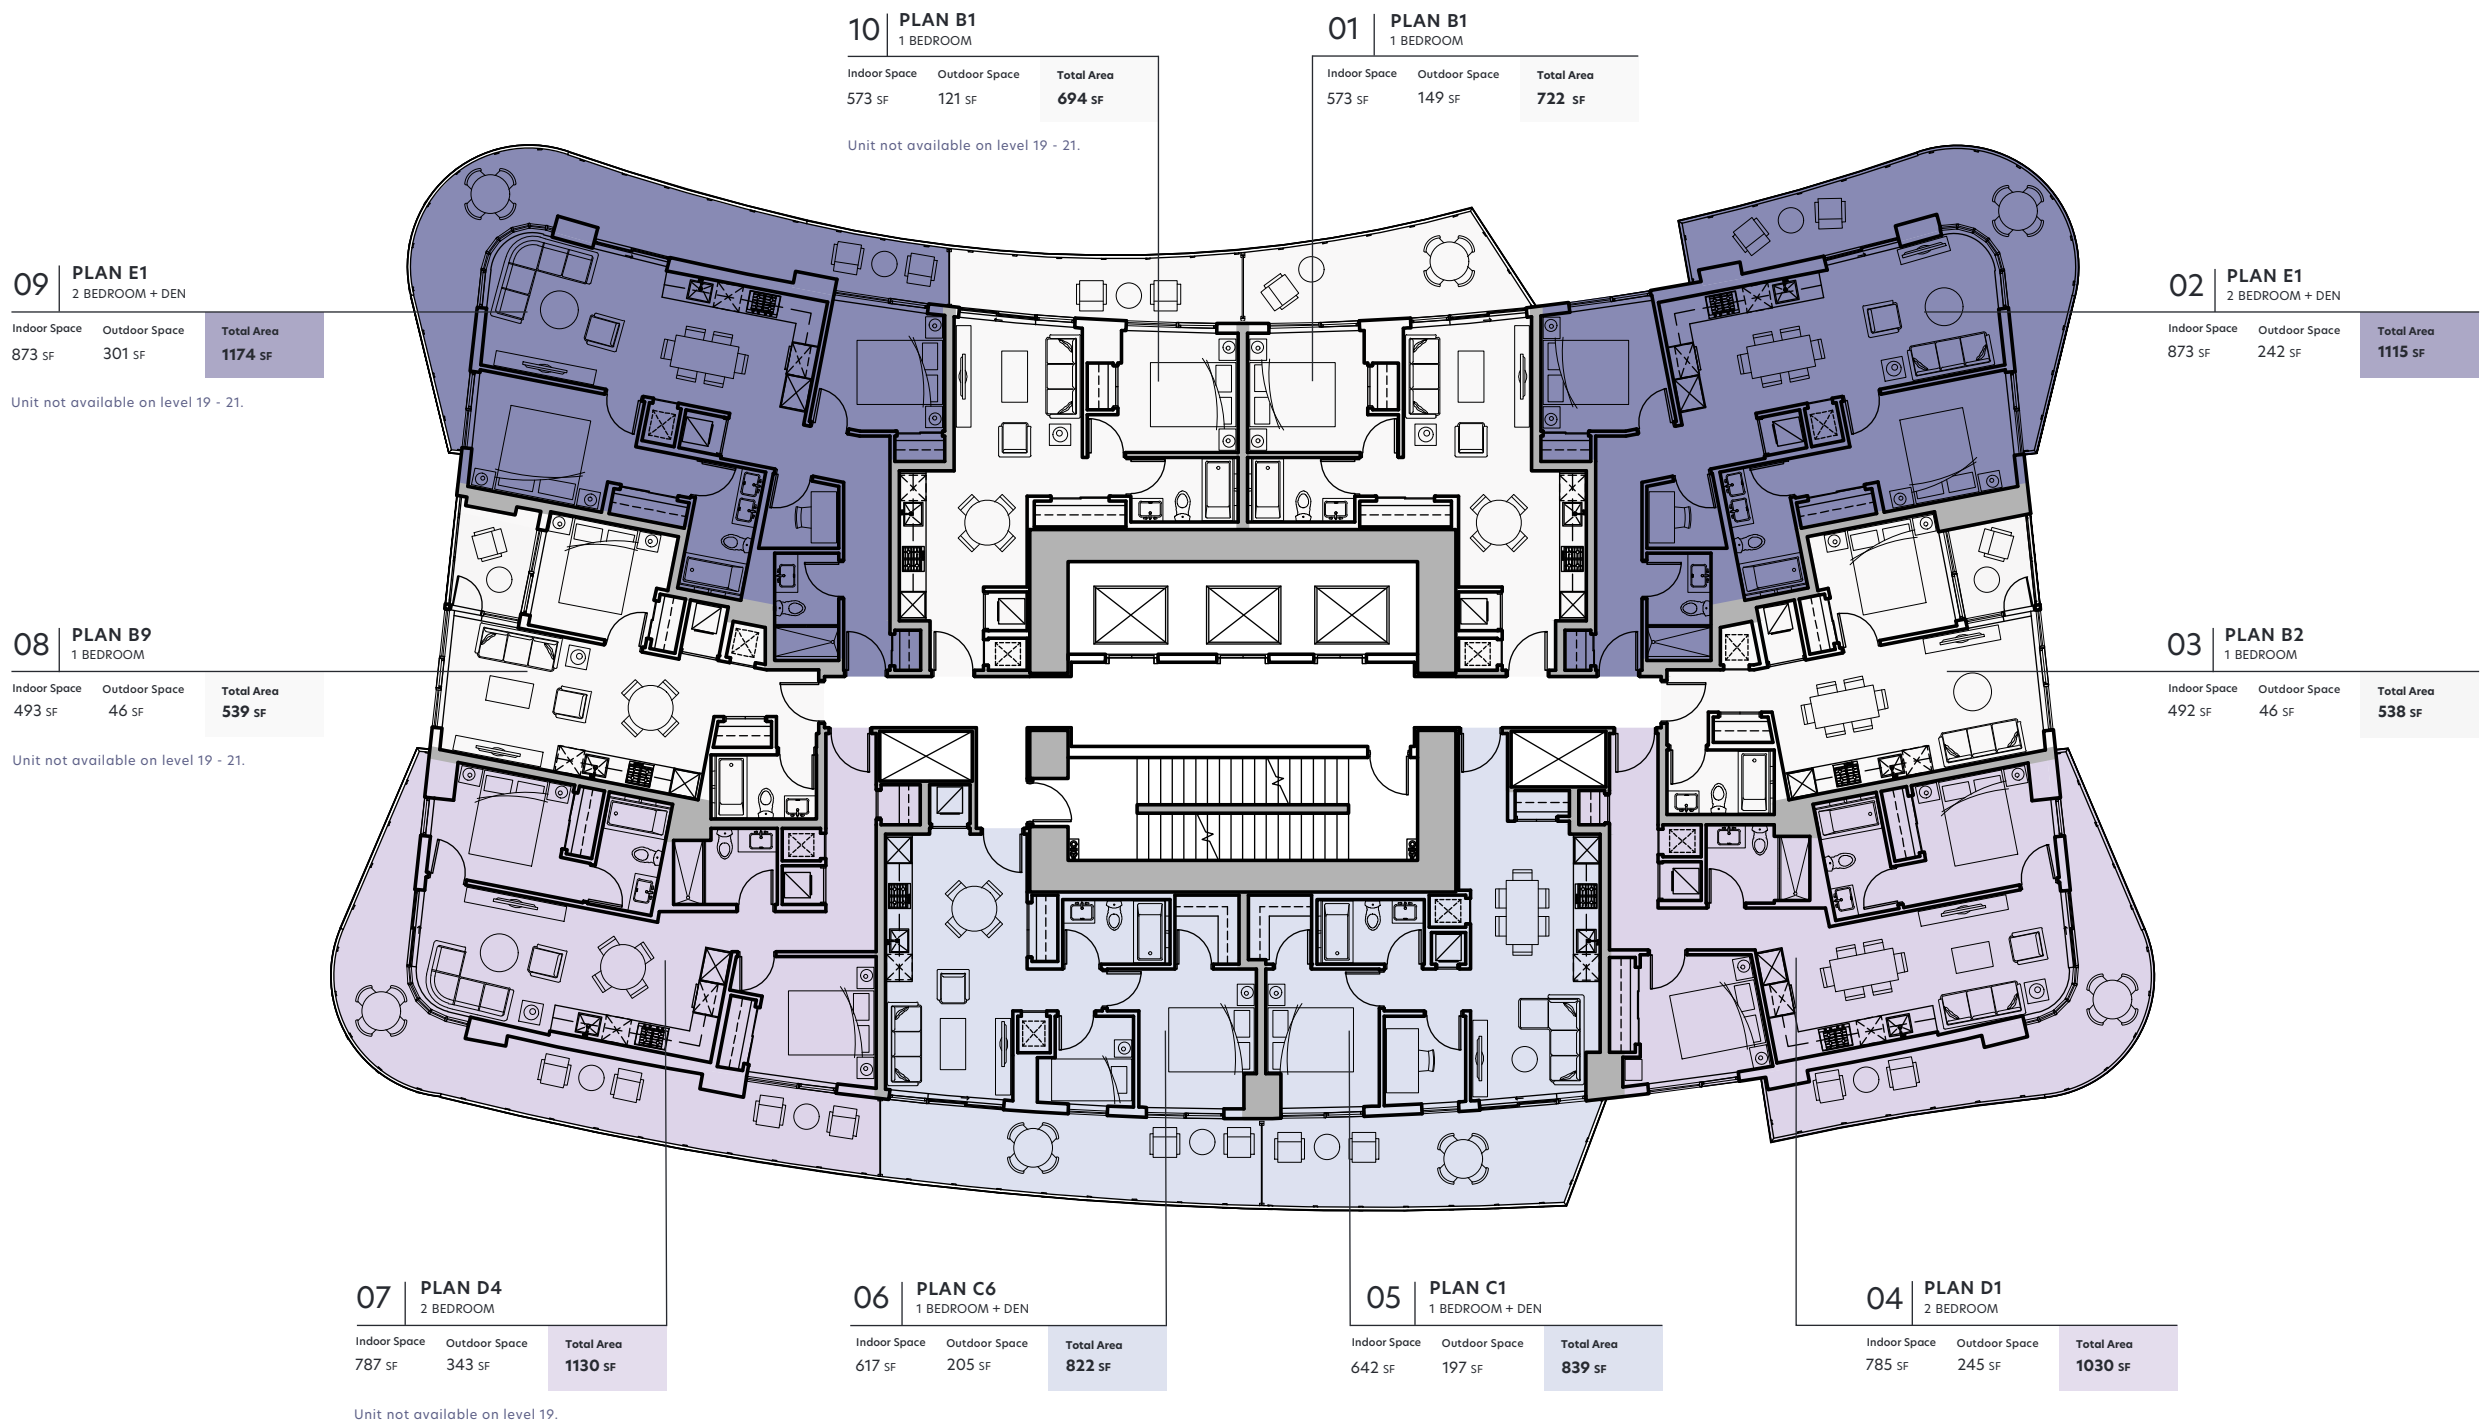 10 PLAN B1
1 BEDROOM
Indoor Space Outdoor Space Total Area
573 SF 121 SF 694 SF
Unit not available on level 19 - 21.
01 PLAN B1
1 BEDROOM
Indoor Space Outdoor Space Total Area
573 SF 149 SF 722 SF
09 PLAN E1
2 BEDROOM + DEN
Indoor Space Outdoor Space Total Area
873 SF 301 SF 1174 SF
Unit not available on level 19 - 21.
02 PLAN E1
2 BEDROOM + DEN
Indoor Space Outdoor Space Total Area
873 SF 242 SF 1115 SF
08 PLAN B9
1 BEDROOM
Indoor Space Outdoor Space Total Area
493 SF 46 SF 539 SF
Unit not available on level 19 - 21.
03 PLAN B2
1 BEDROOM
Indoor Space Outdoor Space Total Area
492 SF 46 SF 538 SF
07 PLAN D4
2 BEDROOM
Indoor Space Outdoor Space Total Area
787 SF 343 SF 1130 SF
Unit not available on level 19.
06 PLAN C6
1 BEDROOM + DEN
Indoor Space Outdoor Space Total Area
617 SF 205 SF 822 SF
05 PLAN C1
1 BEDROOM + DEN
Indoor Space Outdoor Space Total Area
642 SF 197 SF 839 SF
04 PLAN D1
2 BEDROOM
Indoor Space Outdoor Space Total Area
785 SF 245 SF 1030 SF